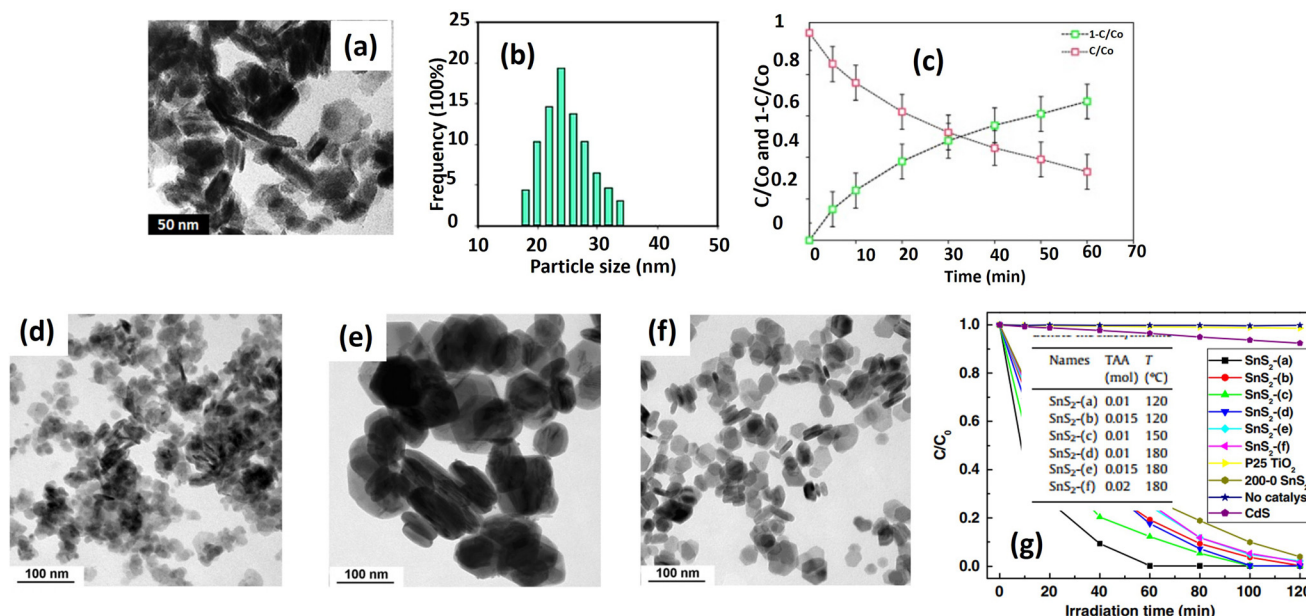 (a)
50 nm
(b)
Frequency (100%)
25
20
15
10
5
0
10 20 30 40 50
Particle size (nm)
(c)
C/Co and 1-C/Co
1
0.8
0.6
0.4
0.2
0
1-C/Co
C/Co
0 10 20 30 40 50 60 70
Time (min)
(d)
100 nm
(e)
100 nm
(f)
100 nm
(g)
C/C₀
1.0
0.8
0.6
0.4
0.2
0.0
Names TAA T
(mol) (°C)
SnS₂-(a) 0.01 120
SnS₂-(b) 0.015 120
SnS₂-(c) 0.01 150
SnS₂-(d) 0.01 180
SnS₂-(e) 0.015 180
SnS₂-(f) 0.02 180
SnS₂-(a)
SnS₂-(b)
SnS₂-(c)
SnS₂-(d)
SnS₂-(e)
SnS₂-(f)
P25 TiO₂
200-0 SnS₂
No catalys
CdS
0 20 40 60 80 100 120
Irradiation time (min)